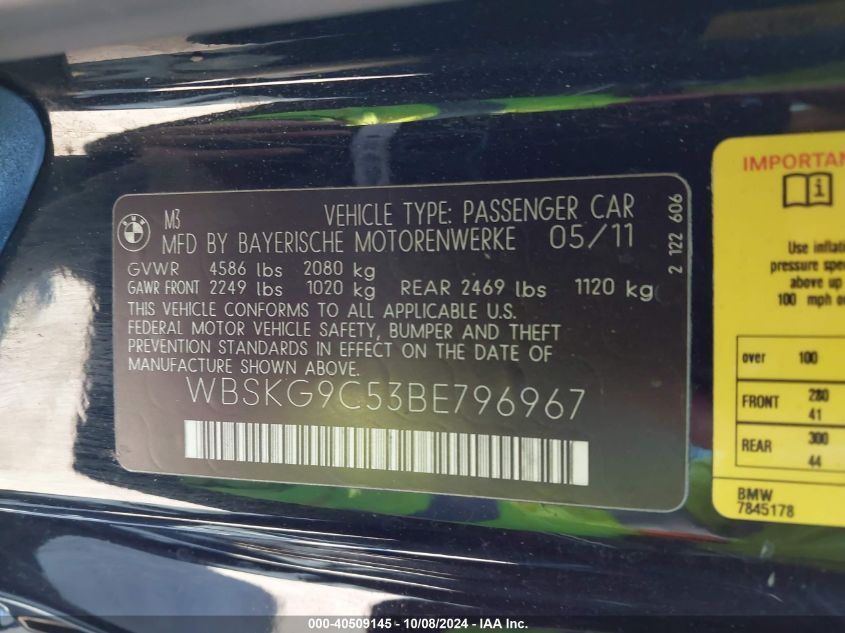 M3 VEHICLE TYPE: PASSENGER CAR
MFD BY BAYERISCHE MOTORENWERKE 05/11
GVWR 4586 lbs 2080 kg
GAWR FRONT 2249 lbs 1020 kg REAR 2469 lbs 1120 kg
THIS VEHICLE CONFORMS TO ALL APPLICABLE U.S.
FEDERAL MOTOR VEHICLE SAFETY, BUMPER AND THEFT
PREVENTION STANDARDS IN EFFECT ON THE DATE OF
MANUFACTURE SHOWN ABOVE.
WBSKG9C53BE796967
2 122 606
BMW
IMPORTAN
Use inflat
pressure spe
above up
100 mph o
over 100
FRONT 280
41
REAR 300
44
BMW
7845178
000-40509145 - 10/08/2024 - IAA Inc.